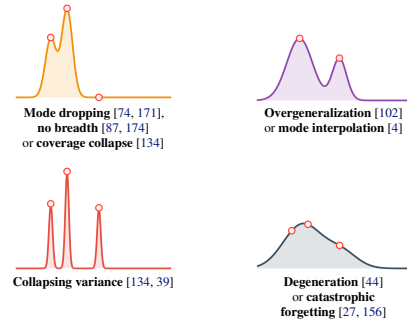 Mode dropping [74, 171],
no breadth [87, 174]
or coverage collapse [134]
Overgeneralization [102]
or mode interpolation [4]
Collapsing variance [134, 39]
Degeneration [44]
or catastrophic
forgetting [27, 156]